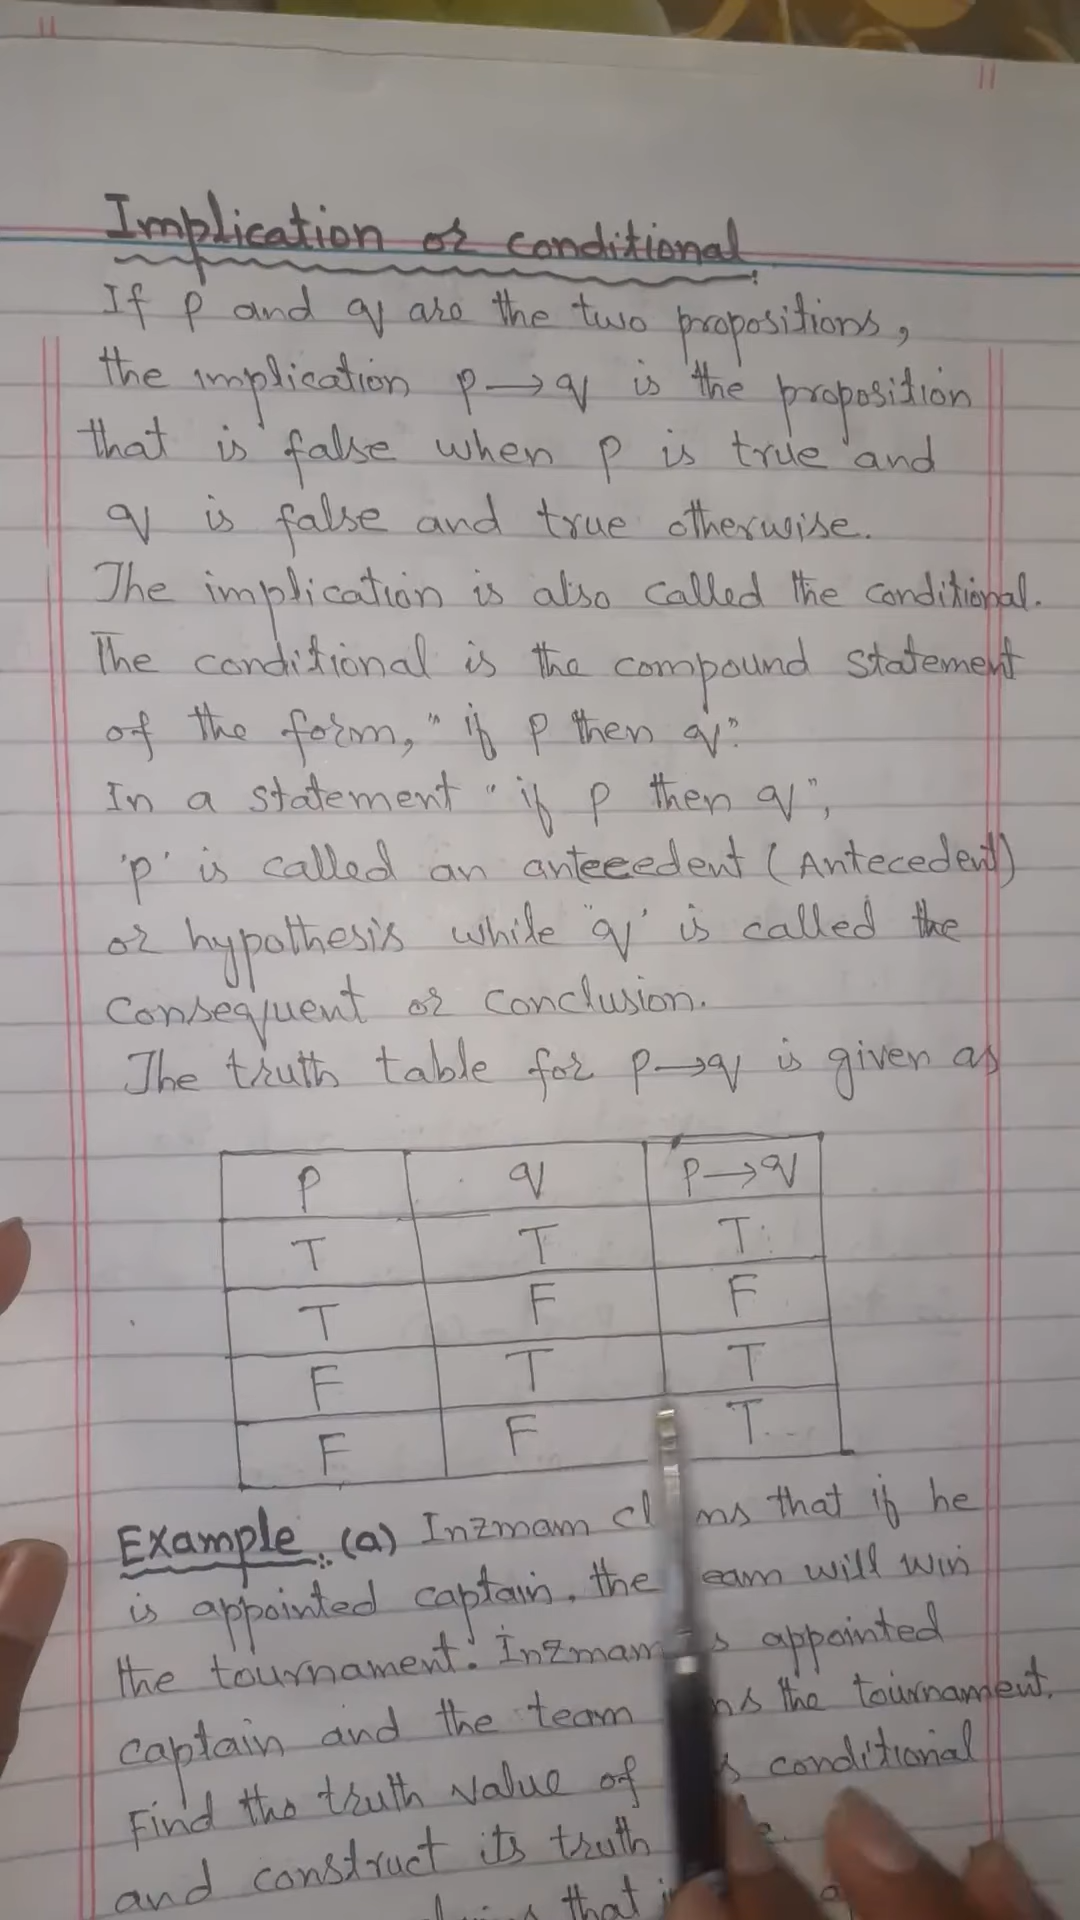 Implication or conditional
If p and q are the two propositions,
the implication p→q is the proposition
that is false when p is true and
q is false and true otherwise.
The implication is also called the conditional.
The conditional is the compound statement
of the form, "if p then q".
In a statement "if p then q",
'p' is called an anteeedent (Antecedent)
or hypothesis while 'q' is called the
Consequent or Conclusion.
The truth table for p→q is given as
p q p→q
T T T
T F F
F T T
F F T
Example:. (a) Inzmam cl ms that if he
is appointed captain, the eam will win
the tournament. Inzmam s appointed
captain and the team ns the tournament.
Find the truth value of s conditional
and construct its truth
that